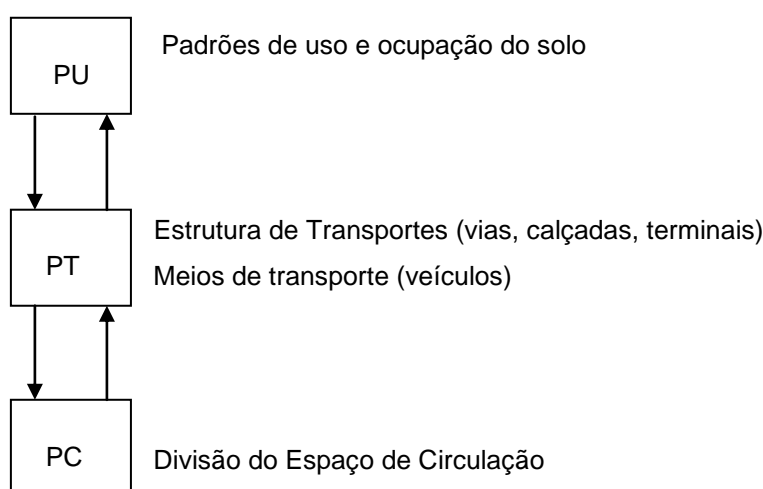 Padrões de uso e ocupação do solo
PU
Estrutura de Transportes (vias, calçadas, terminais)
PT
Meios de transporte (veículos)
PC
Divisão do Espaço de Circulação